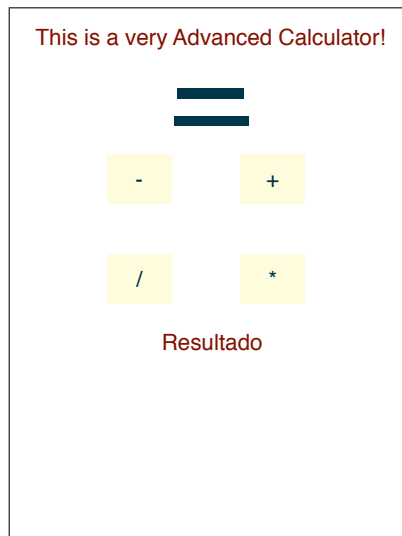 This is a very Advanced Calculator!
- +
/ *
Resultado